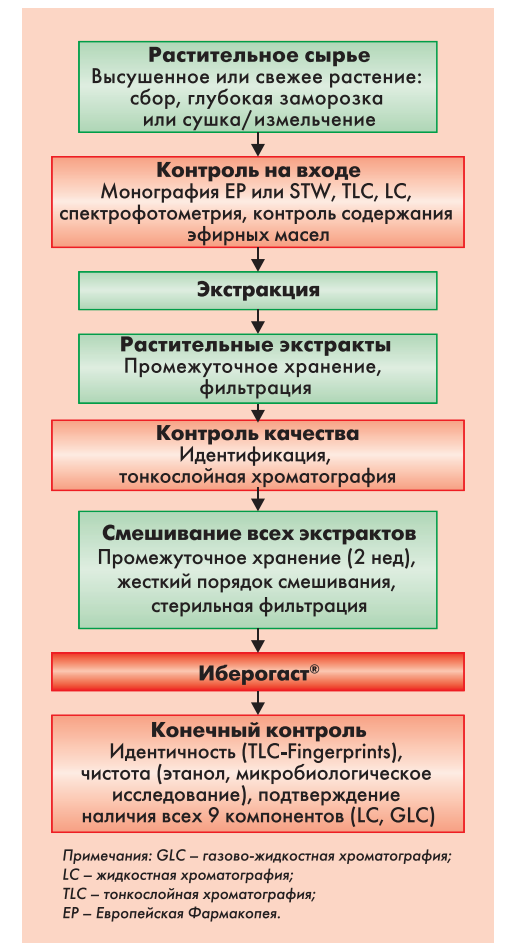 Растительное сырье
Высушенное или свежее растение:
сбор, глубокая заморозка
или сушка/измельчение
Контроль на входе
Монография EP или STW, TLC, LC,
спектрофотометрия, контроль содержания
эфирных масел
Экстракция
Растительные экстракты
Промежуточное хранение,
фильтрация
Контроль качества
Идентификация,
тонкослойная хроматография
Смешивание всех экстрактов
Промежуточное хранение (2 нед),
жесткий порядок смешивания,
стерильная фильтрация
Иберогаст®
Конечный контроль
Идентичность (TLC-Fingerprints),
чистота (этанол, микробиологическое
исследование), подтверждение
наличия всех 9 компонентов (LC, GLC)
Примечания: GLC – газово-жидкостная хроматография;
LC – жидкостная хроматография;
TLC – тонкослойная хроматография;
EP – Европейская Фармакопея.